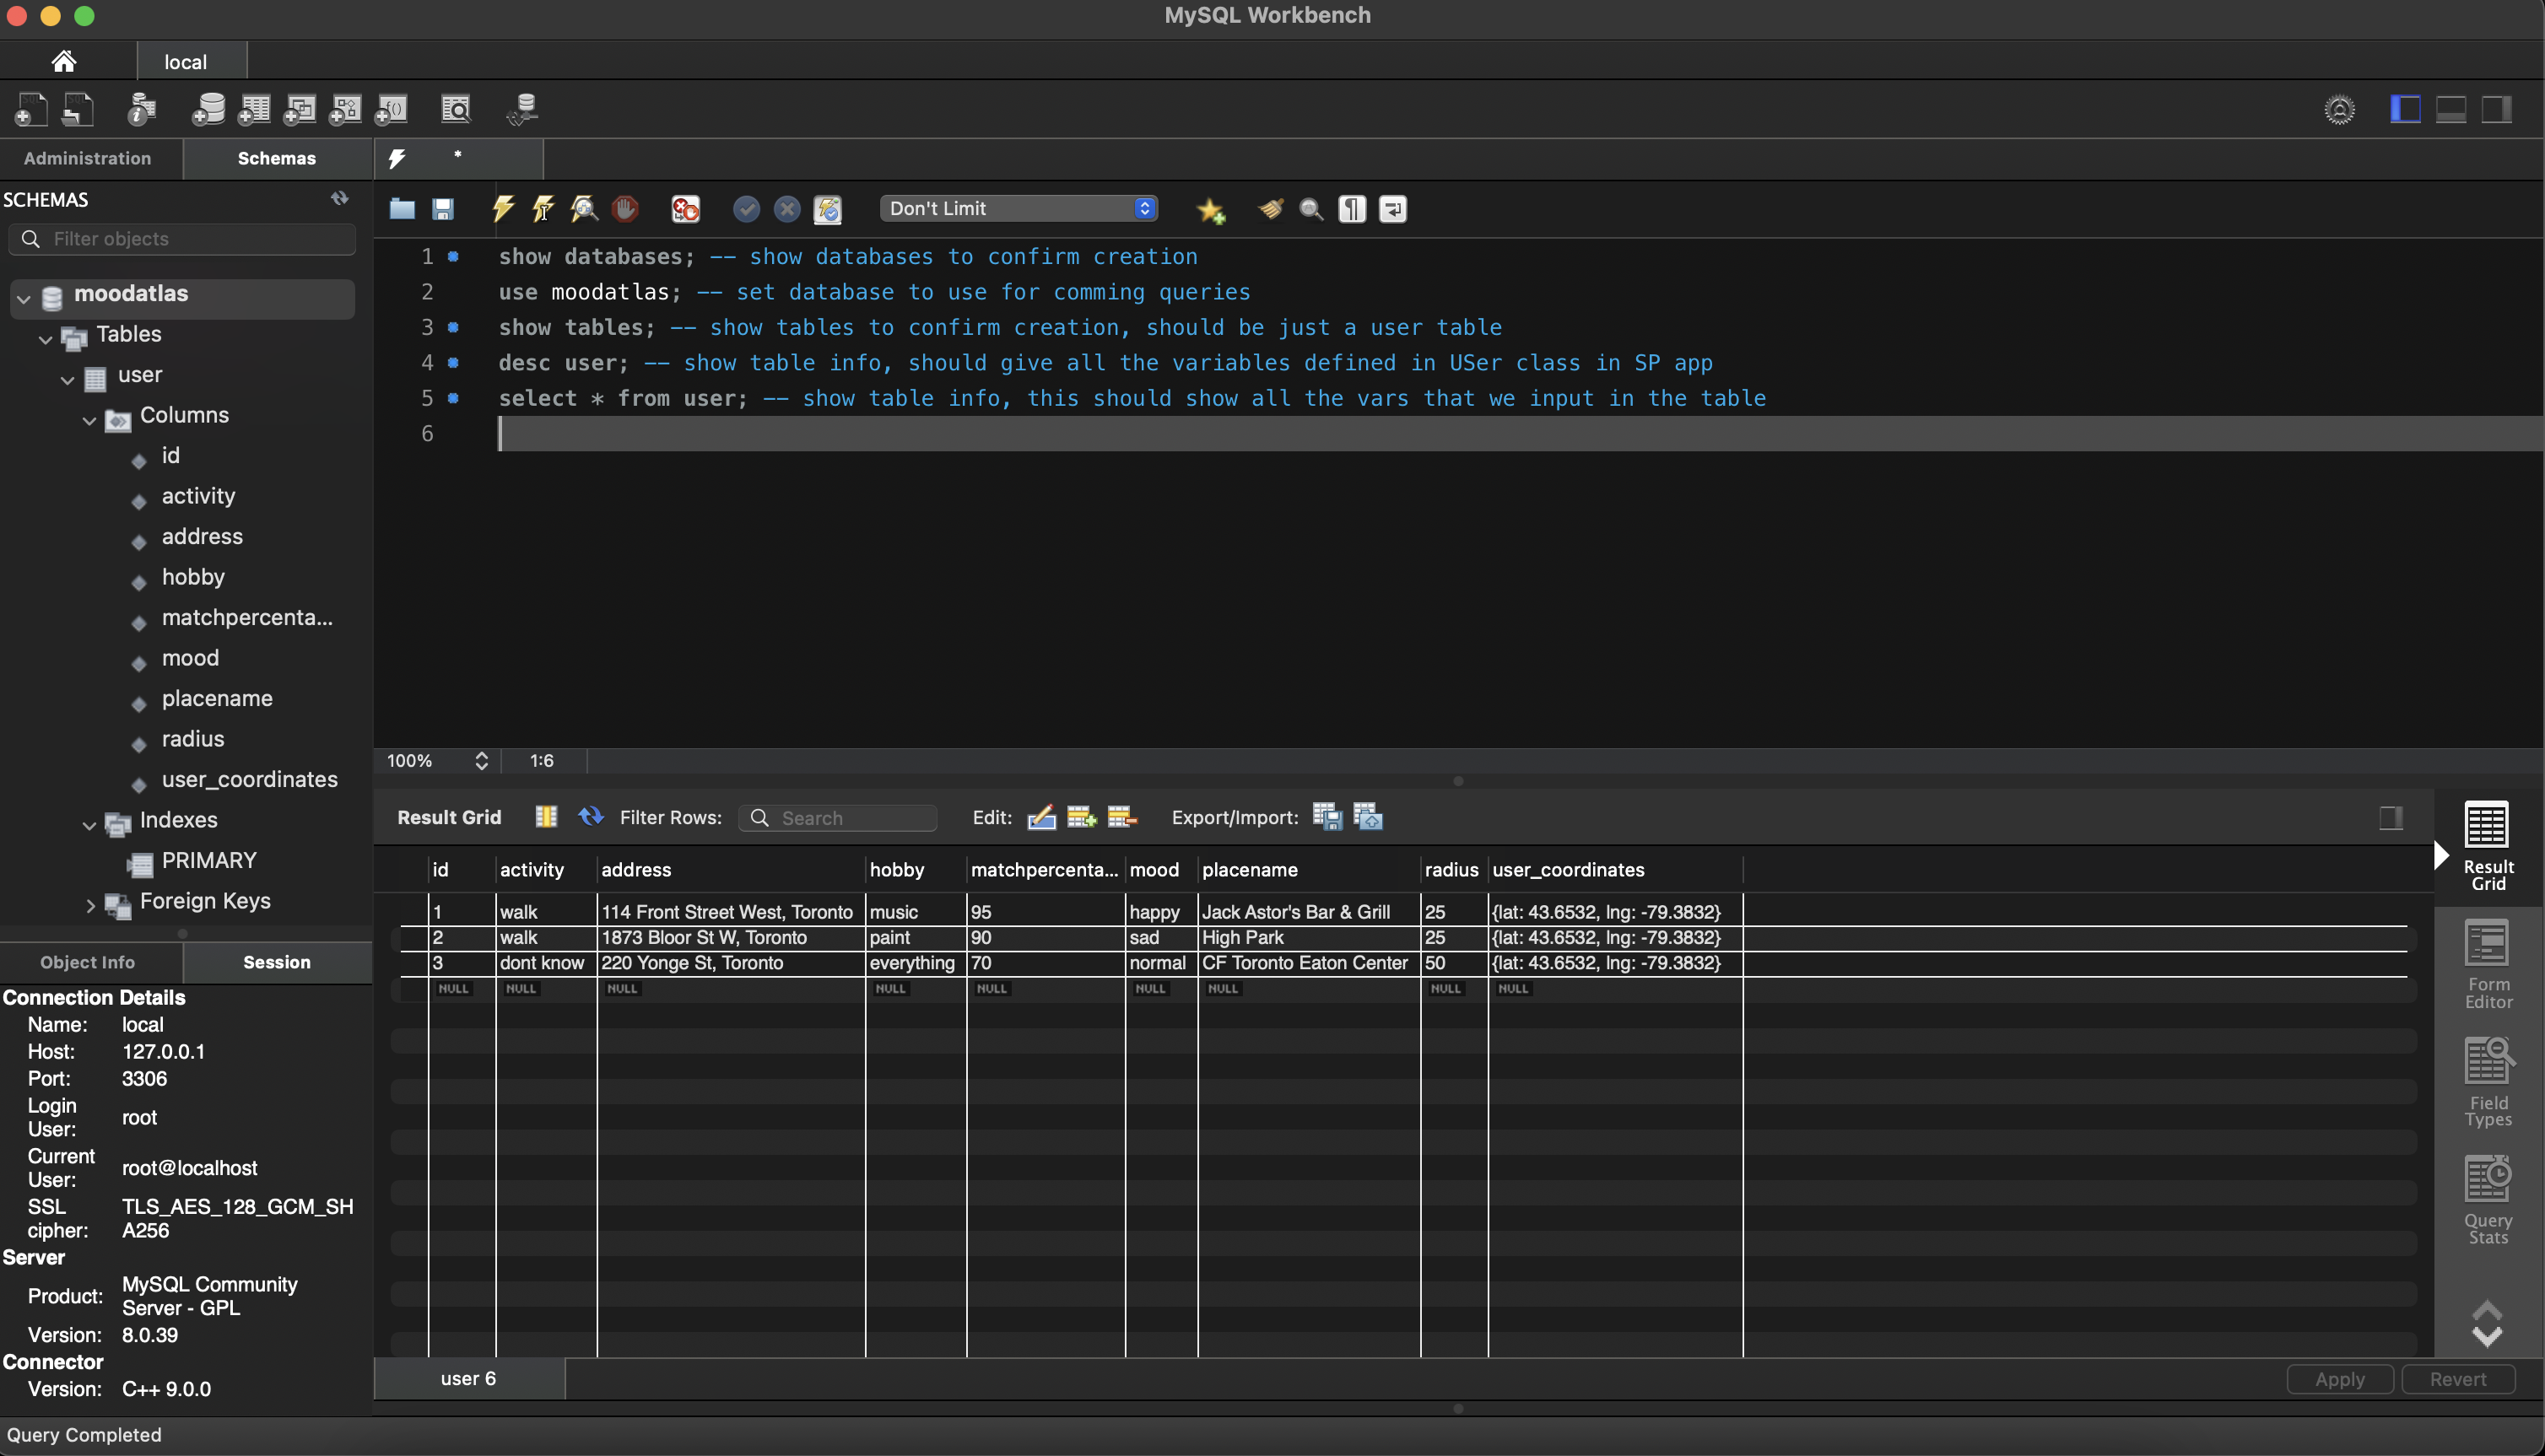 MySQL Workbench
local
Administration
Schemas
*
SCHEMAS
Filter objects
moodatlas
Tables
user
Columns
id
activity
address
hobby
matchpercenta...
mood
placename
radius
user_coordinates
Indexes
PRIMARY
Foreign Keys
Object Info
Session
Connection Details
Name: local
Host: 127.0.0.1
Port: 3306
Login User: root
Current User: root@localhost
SSL cipher: TLS_AES_128_GCM_SHA256
Server
Product: MySQL Community Server - GPL
Version: 8.0.39
Connector
Version: C++ 9.0.0
Query Completed
Don't Limit
1 show databases; -- show databases to confirm creation
2 use moodatlas; -- set database to use for comming queries
3 show tables; -- show tables to confirm creation, should be just a user table
4 desc user; -- show table info, should give all the variables defined in USer class in SP app
5 select * from user; -- show table info, this should show all the vars that we input in the table
6
100% 1:6
Result Grid Filter Rows: Search Edit: Export/Import:
id activity address hobby matchpercenta... mood placename radius user_coordinates
1 walk 114 Front Street West, Toronto music 95 happy Jack Astor's Bar & Grill 25 {lat: 43.6532, lng: -79.3832}
2 walk 1873 Bloor St W, Toronto paint 90 sad High Park 25 {lat: 43.6532, lng: -79.3832}
3 dont know 220 Yonge St, Toronto everything 70 normal CF Toronto Eaton Center 50 {lat: 43.6532, lng: -79.3832}
NULL NULL NULL NULL NULL NULL NULL NULL NULL
Result Grid
Form Editor
Field Types
Query Stats
user 6
Apply Revert